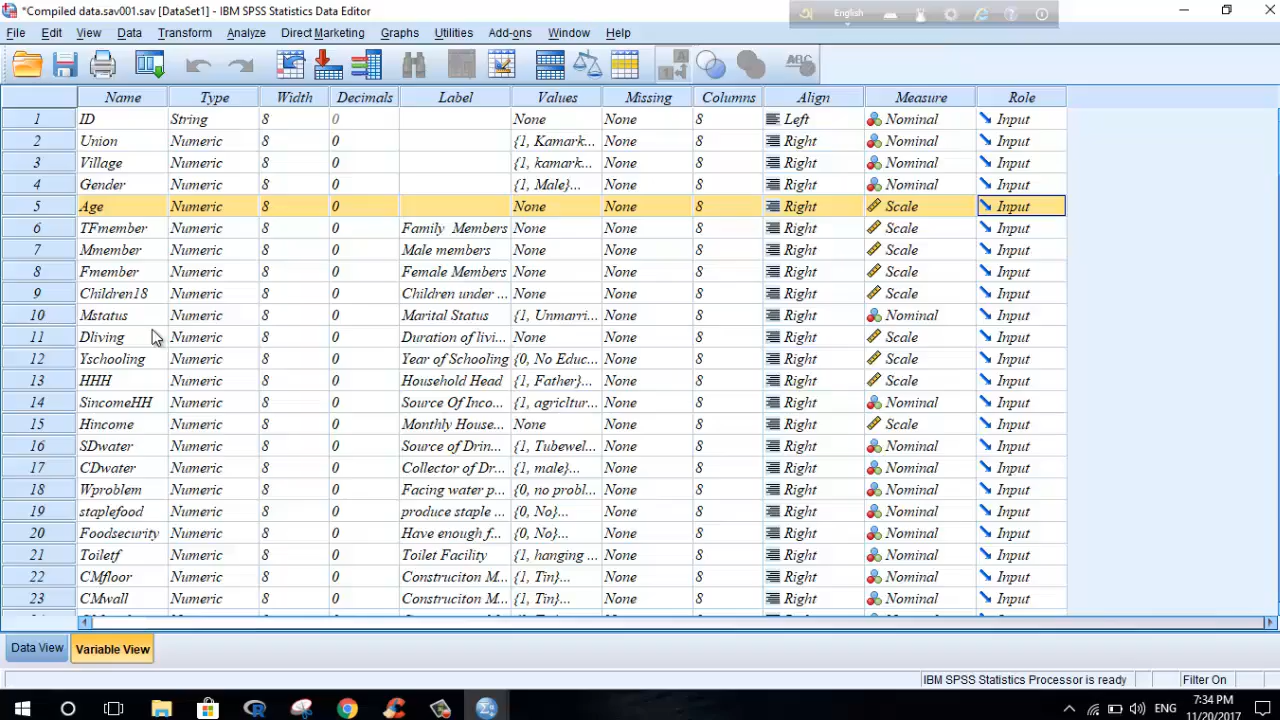 *Compiled data.sav001.sav [DataSet1] - IBM SPSS Statistics Data Editor
English
File Edit View Data Transform Analyze Direct Marketing Graphs Utilities Add-ons Window Help
Name Type Width Decimals Label Values Missing Columns Align Measure Role
1 ID String 8 0 None None 8 Left Nominal Input
2 Union Numeric 8 0 {1, Kamark... None 8 Right Nominal Input
3 Village Numeric 8 0 {1, kamark... None 8 Right Nominal Input
4 Gender Numeric 8 0 {1, Male}... None 8 Right Nominal Input
5 Age Numeric 8 0 None None 8 Right Scale Input
6 TFmember Numeric 8 0 Family Members None None 8 Right Scale Input
7 Mmember Numeric 8 0 Male members None None 8 Right Scale Input
8 Fmember Numeric 8 0 Female Members None None 8 Right Scale Input
9 Children18 Numeric 8 0 Children under ... None None 8 Right Scale Input
10 Mstatus Numeric 8 0 Marital Status {1, Unmarri... None 8 Right Nominal Input
11 Dliving Numeric 8 0 Duration of livi... None None 8 Right Scale Input
12 Yschooling Numeric 8 0 Year of Schooling {0, No Educ... None 8 Right Scale Input
13 HHH Numeric 8 0 Household Head {1, Father}... None 8 Right Scale Input
14 SincomeHH Numeric 8 0 Source Of Inco... {1, agricltur... None 8 Right Nominal Input
15 Hincome Numeric 8 0 Monthly House... None None 8 Right Scale Input
16 SDwater Numeric 8 0 Source of Drin... {1, Tubewel... None 8 Right Nominal Input
17 CDwater Numeric 8 0 Collector of Dr... {1, male}... None 8 Right Nominal Input
18 Wproblem Numeric 8 0 Facing water p... {0, no probl... None 8 Right Nominal Input
19 staplefood Numeric 8 0 produce staple ... {0, No}... None 8 Right Nominal Input
20 Foodsecurity Numeric 8 0 Have enough f... {0, No}... None 8 Right Nominal Input
21 Toiletf Numeric 8 0 Toilet Facility {1, hanging ... None 8 Right Nominal Input
22 CMfloor Numeric 8 0 Construciton M... {1, Tin}... None 8 Right Nominal Input
23 CMwall Numeric 8 0 Construciton M... {1, Tin}... None 8 Right Nominal Input
Data View Variable View
IBM SPSS Statistics Processor is ready Filter On
ENG 7:34 PM
11/20/2017